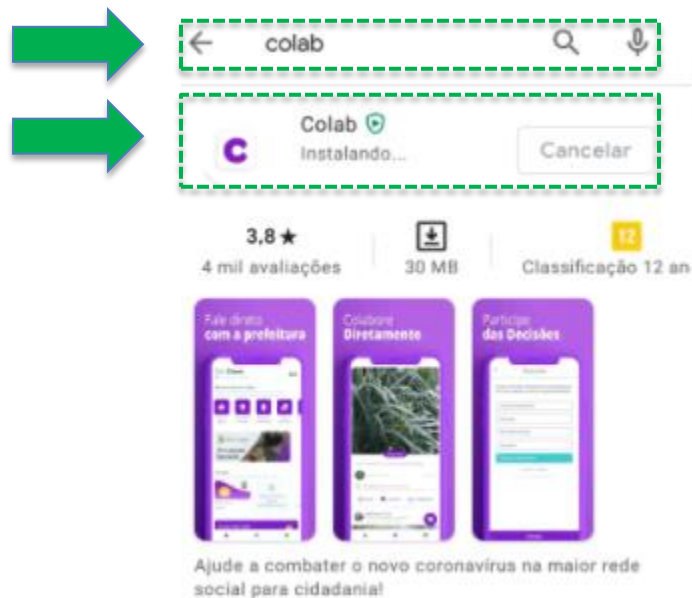 colab
Colab
Instalando...
Cancelar
3.8 ★
4 mil avaliações
30 MB
12
Classificação 12 an
Fale direto
com a prefeitura
Colabore
Diretamente
Participe
das Decisões
Ajude a combater o novo coronavírus na maior rede
social para cidadania!